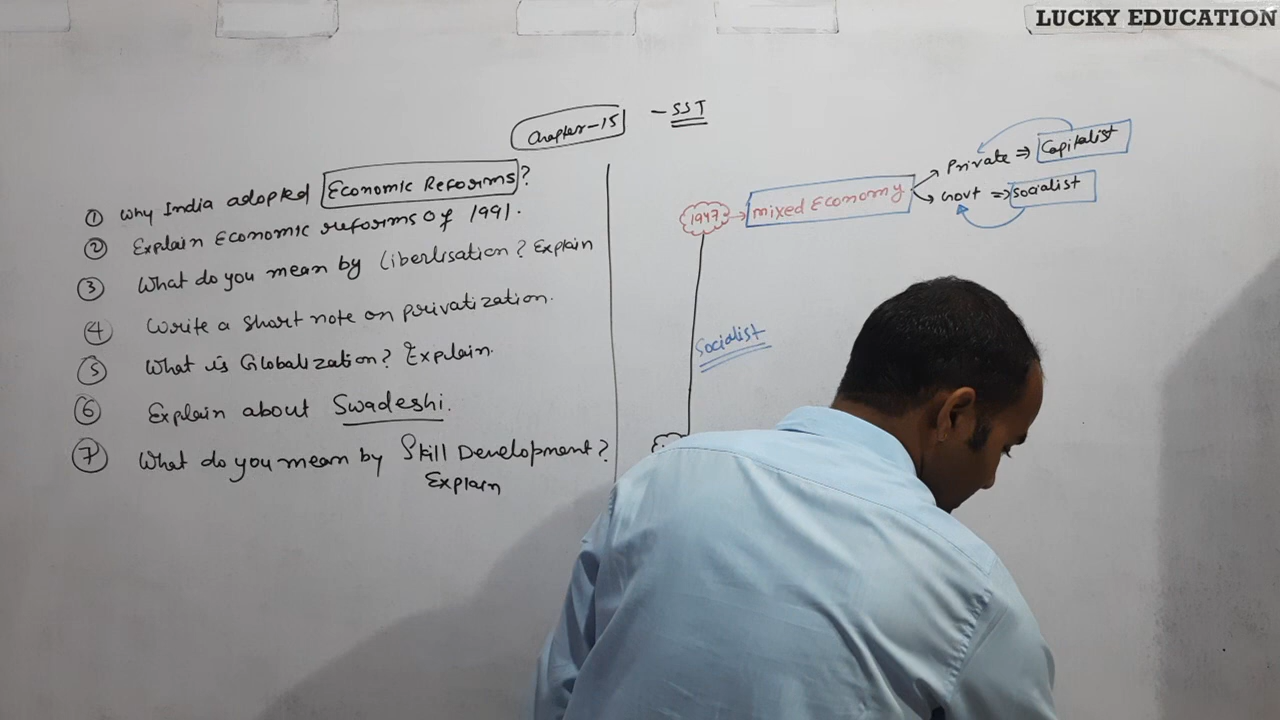 LUCKY EDUCATION
Chapter-15 - SST
① Why India adopted Economic Reforms?
② Explain Economic reforms of 1991.
③ What do you mean by Liberlisation? Explain
④ Write a short note on privatization.
⑤ What is Globalization? Explain.
⑥ Explain about Swadeshi.
⑦ What do you mean by Skill Development?
Explain
1947 → Mixed Economy
→ Private ⇒ Capitalist
→ Govt ⇒ Socialist
Socialist